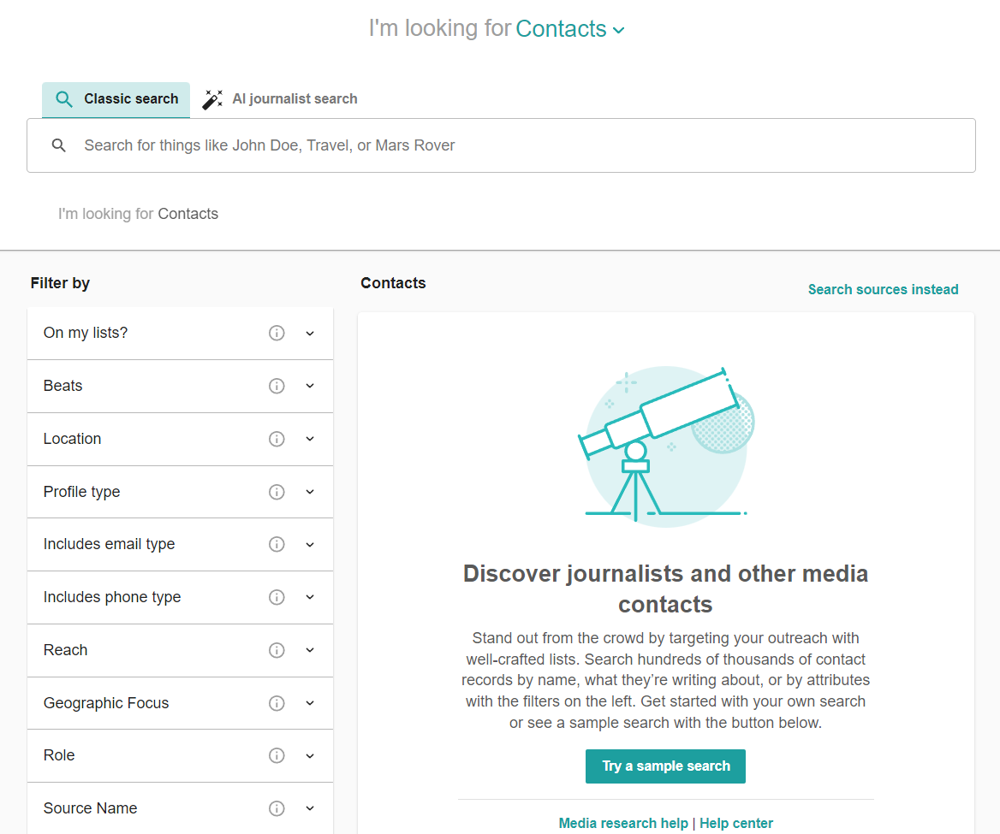 I'm looking for Contacts
Classic search
AI journalist search
Search for things like John Doe, Travel, or Mars Rover
I'm looking for Contacts
Filter by
On my lists?
Beats
Location
Profile type
Includes email type
Includes phone type
Reach
Geographic Focus
Role
Source Name
Contacts
Search sources instead
Discover journalists and other media
contacts
Stand out from the crowd by targeting your outreach with
well-crafted lists. Search hundreds of thousands of contact
records by name, what they’re writing about, or by attributes
with the filters on the left. Get started with your own search
or see a sample search with the button below.
Try a sample search
Media research help | Help center